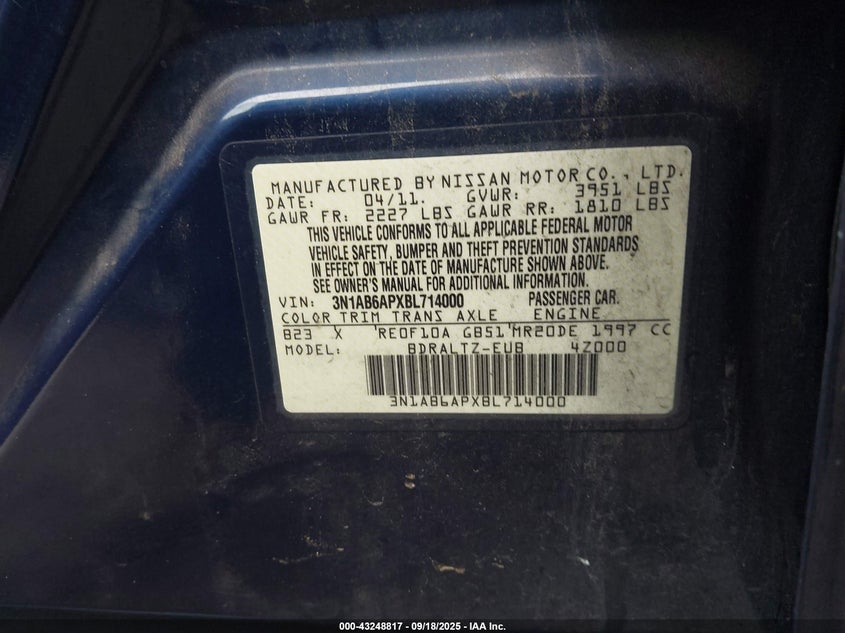 MANUFACTURED BY NISSAN MOTOR CO., LTD.
DATE: 04/11. GVWR: 3951 LBS
GAWR FR: 2227 LBS GAWR RR: 1810 LBS
THIS VEHICLE CONFORMS TO ALL APPLICABLE FEDERAL MOTOR
VEHICLE SAFETY, BUMPER AND THEFT PREVENTION STANDARDS
IN EFFECT ON THE DATE OF MANUFACTURE SHOWN ABOVE.
SEE OWNER'S MANUAL FOR ADDITIONAL INFORMATION.
VIN: 3N1AB6APXBL714000 PASSENGER CAR.
COLOR TRIM TRANS AXLE ENGINE
B23 X RE0F10A GB51 MR20DE 1997 CC
MODEL: BDRALTZ-EUB 4Z000
3N1AB6APXBL714000
000-43248817 - 09/18/2025 - IAA Inc.